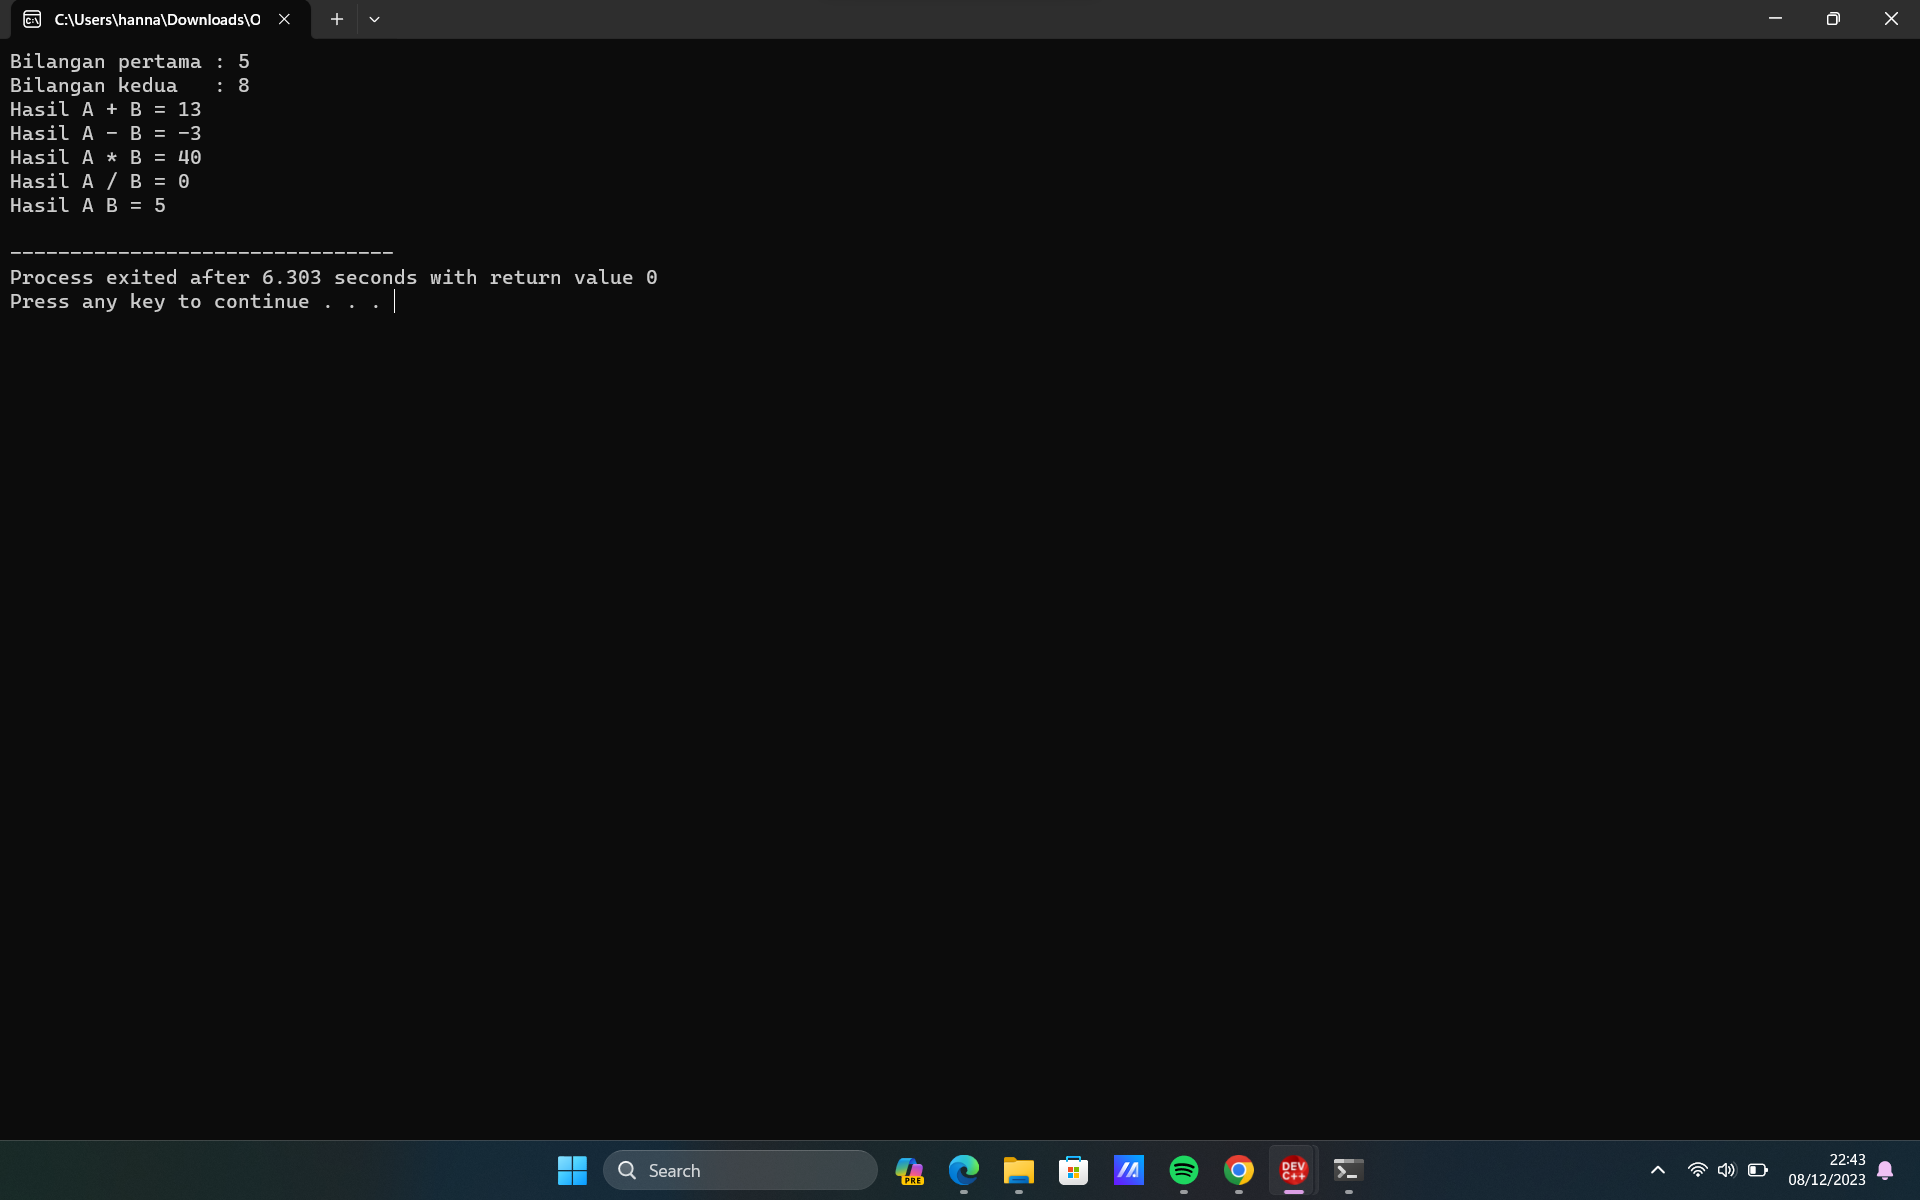 C:\Users\hanna\Downloads\O
Bilangan pertama : 5
Bilangan kedua   : 8
Hasil A + B = 13
Hasil A - B = -3
Hasil A * B = 40
Hasil A / B = 0
Hasil A B = 5
--------------------------------
Process exited after 6.303 seconds with return value 0
Press any key to continue . . .
Search
PRE
DEV
C++
22:43
08/12/2023